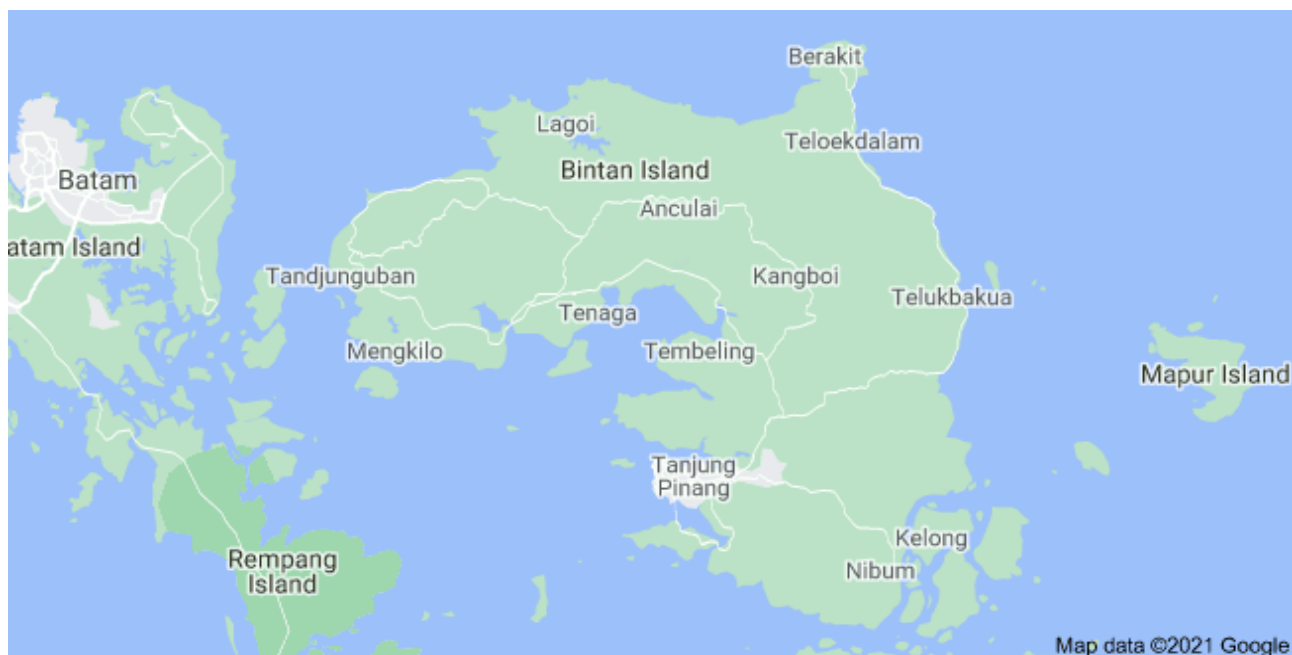 Berakit
Lagoi
Teloekdalam
Bintan Island
Batam
Anculai
atam Island
Tandjunguban
Kangboi
Telukbakua
Tenaga
Mengkilo
Tembeling
Mapur Island
Tanjung
Pinang
Kelong
Rempang
Island
Nibum
Map data ©2021 Google